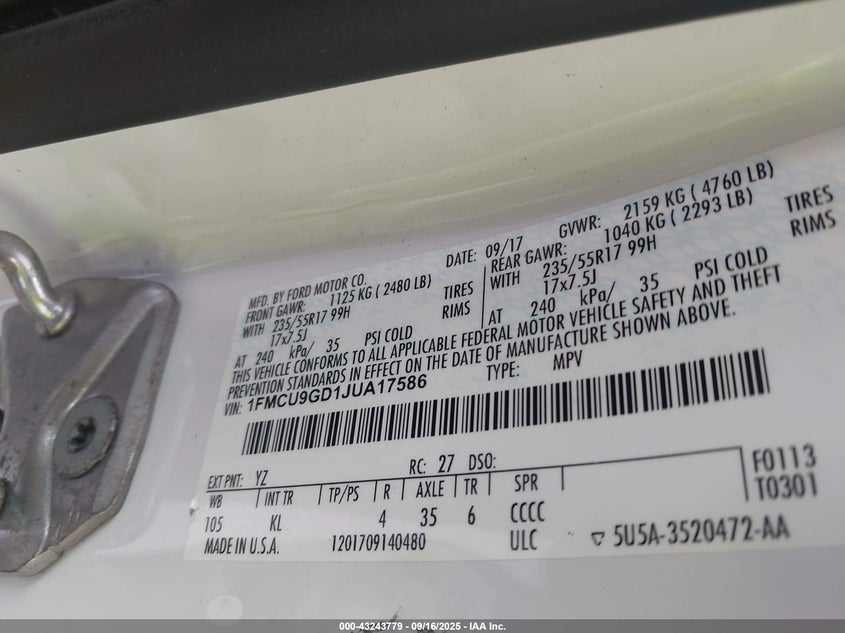 MFD. BY FORD MOTOR CO.
DATE: 09/17
GVWR: 2159 KG ( 4760 LB)
FRONT GAWR: 1125 KG ( 2480 LB)
REAR GAWR: 1040 KG ( 2293 LB)
WITH 235/55R17 99H TIRES
WITH 235/55R17 99H TIRES
17x7.5J RIMS
17x7.5J RIMS
AT 240 kPa/ 35 PSI COLD
AT 240 kPa/ 35 PSI COLD
THIS VEHICLE CONFORMS TO ALL APPLICABLE FEDERAL MOTOR VEHICLE SAFETY AND THEFT
PREVENTION STANDARDS IN EFFECT ON THE DATE OF MANUFACTURE SHOWN ABOVE.
VIN: 1FMCU9GD1JUA17586
TYPE: MPV
EXT PNT: YZ RC: 27 DSO:
WB INT TR TP/PS R AXLE TR SPR
105 KL 4 35 6 CCCC
F0113
T0301
MADE IN U.S.A. 1201709140480 ULC
▽ 5U5A-3520472-AA
000-43243779 - 09/16/2025 - IAA Inc.